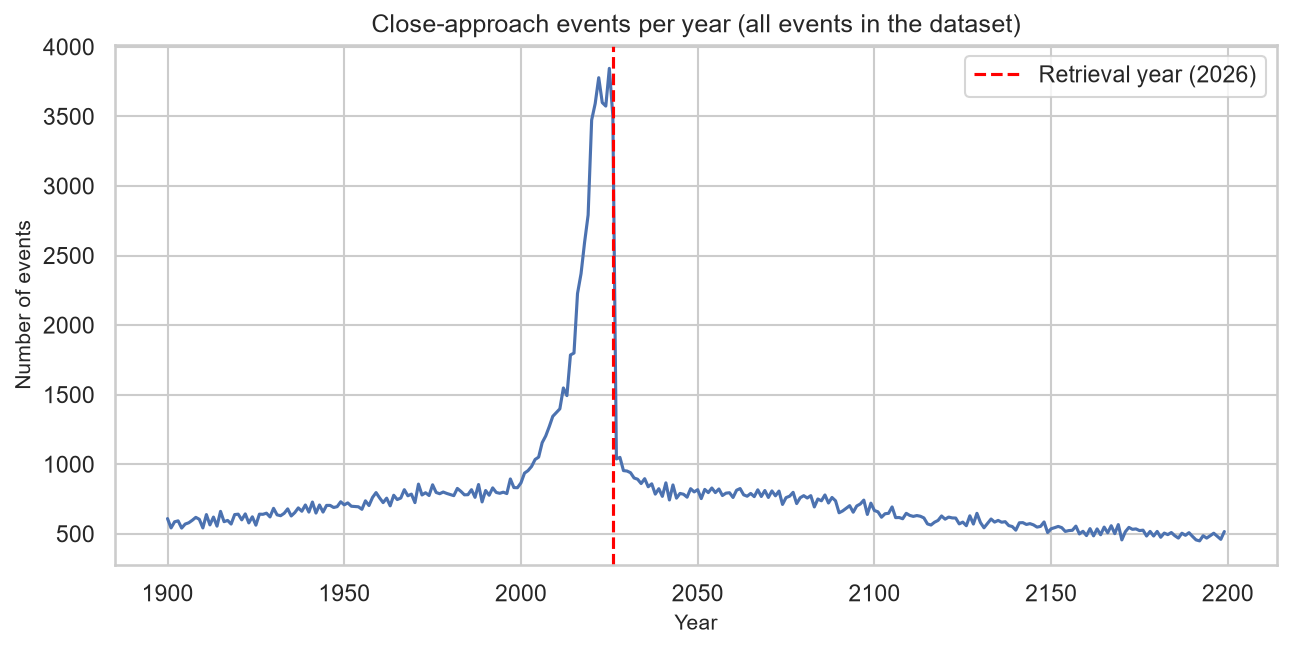 Close-approach events per year (all events in the dataset)
Retrieval year (2026)
Number of events
4000
3500
3000
2500
2000
1500
1000
500
1900 1950 2000 2050 2100 2150 2200
Year